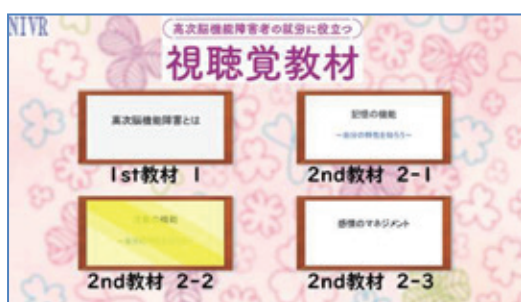 NIVR
高次脳機能障害者の就労に役立つ
視聴覚教材
高次脳機能障害とは
1st教材 1
記憶の機能
～自分の特性を知ろう～
2nd教材 2-1
の機能
2nd教材 2-2
感情のマネジメント
2nd教材 2-3